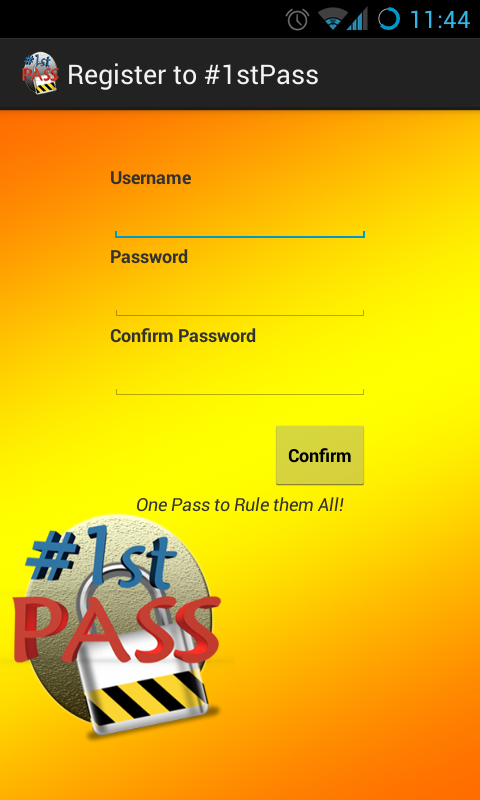 11:44
#1st
PASS
Register to #1stPass
Username
Password
Confirm Password
Confirm
One Pass to Rule them All!
#1st
PASS